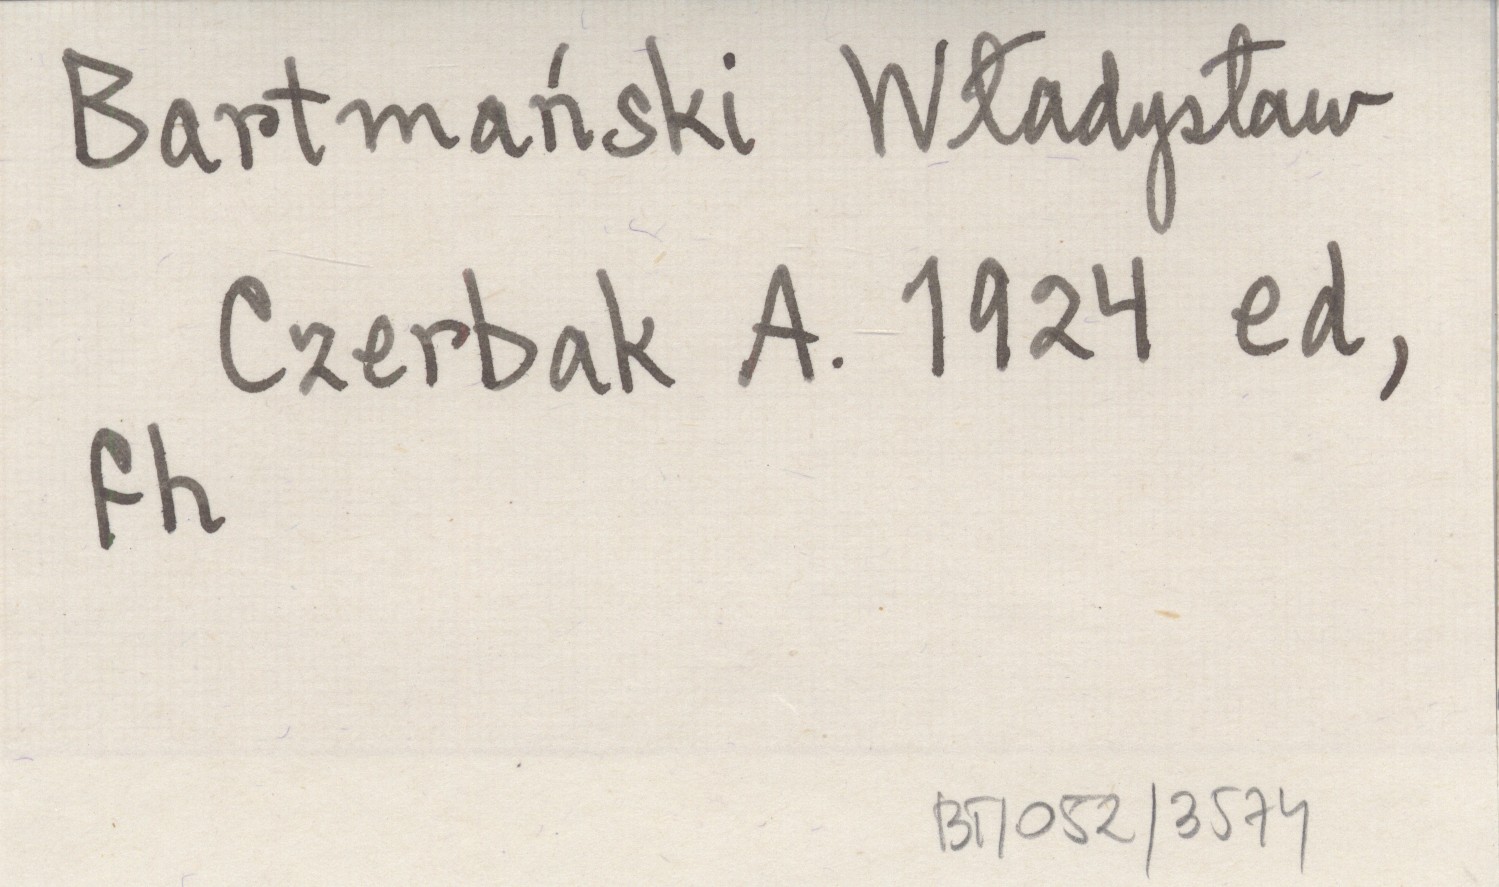 Bartmański Władysław
Czerbak A. 1924 ed,
fh
BT/052/3574